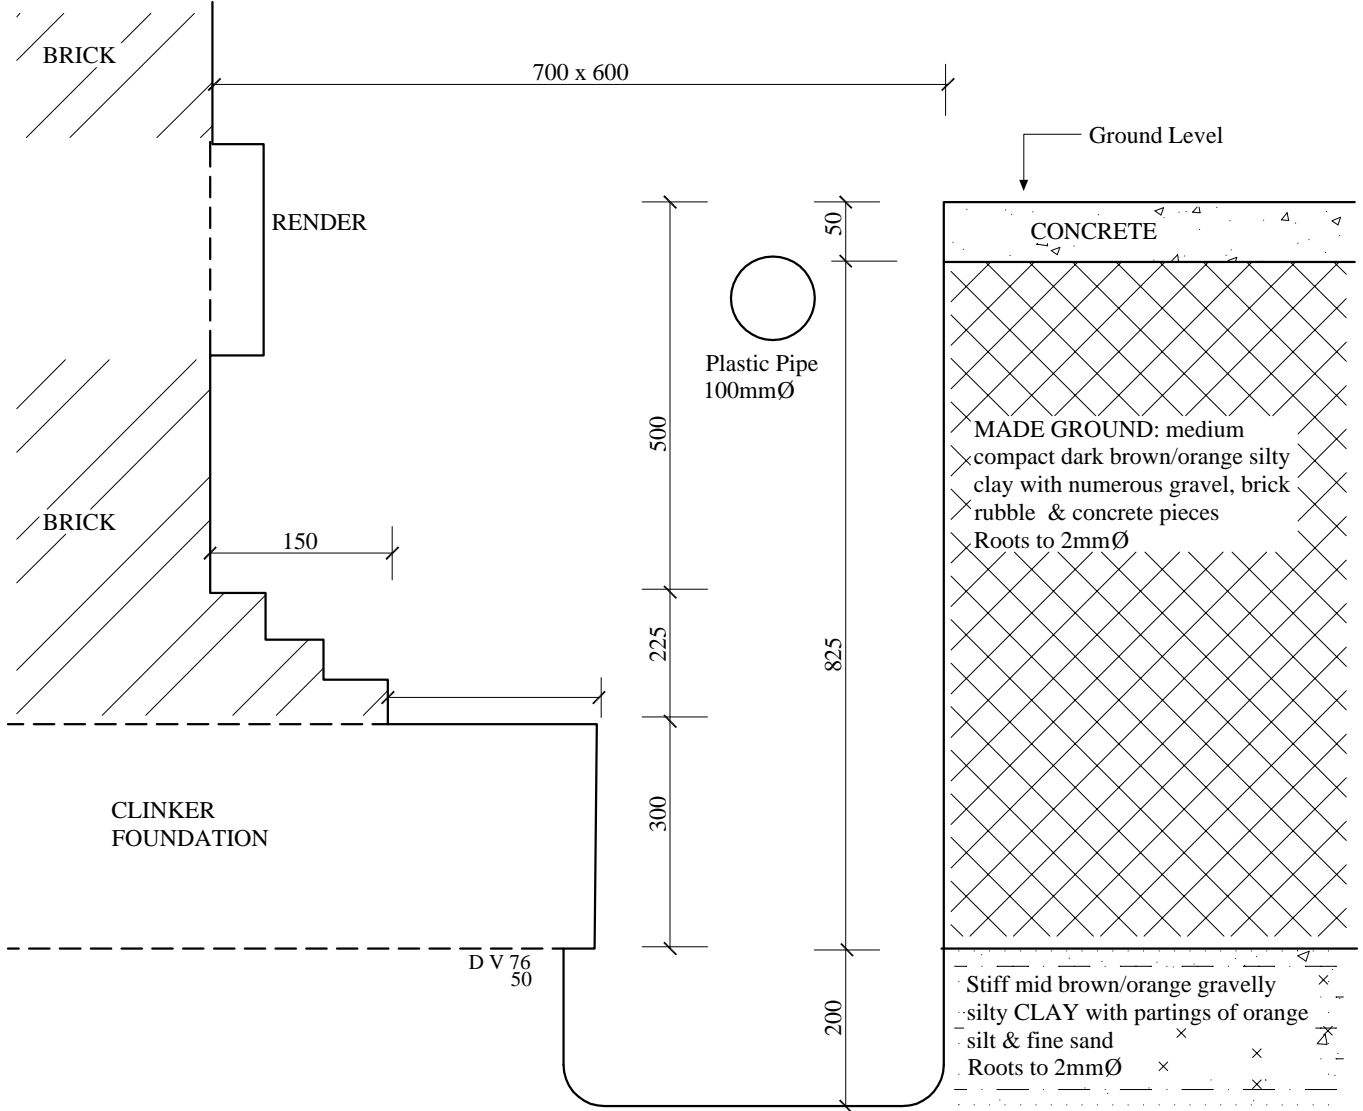 BRICK
700 x 600
Ground Level
RENDER
50
CONCRETE
Plastic Pipe
100mmØ
500
MADE GROUND: medium
compact dark brown/orange silty
clay with numerous gravel, brick
rubble & concrete pieces
Roots to 2mmØ
BRICK
150
225
825
CLINKER
FOUNDATION
300
D V 76
50
200
Stiff mid brown/orange gravelly
silty CLAY with partings of orange
silt & fine sand
Roots to 2mmØ